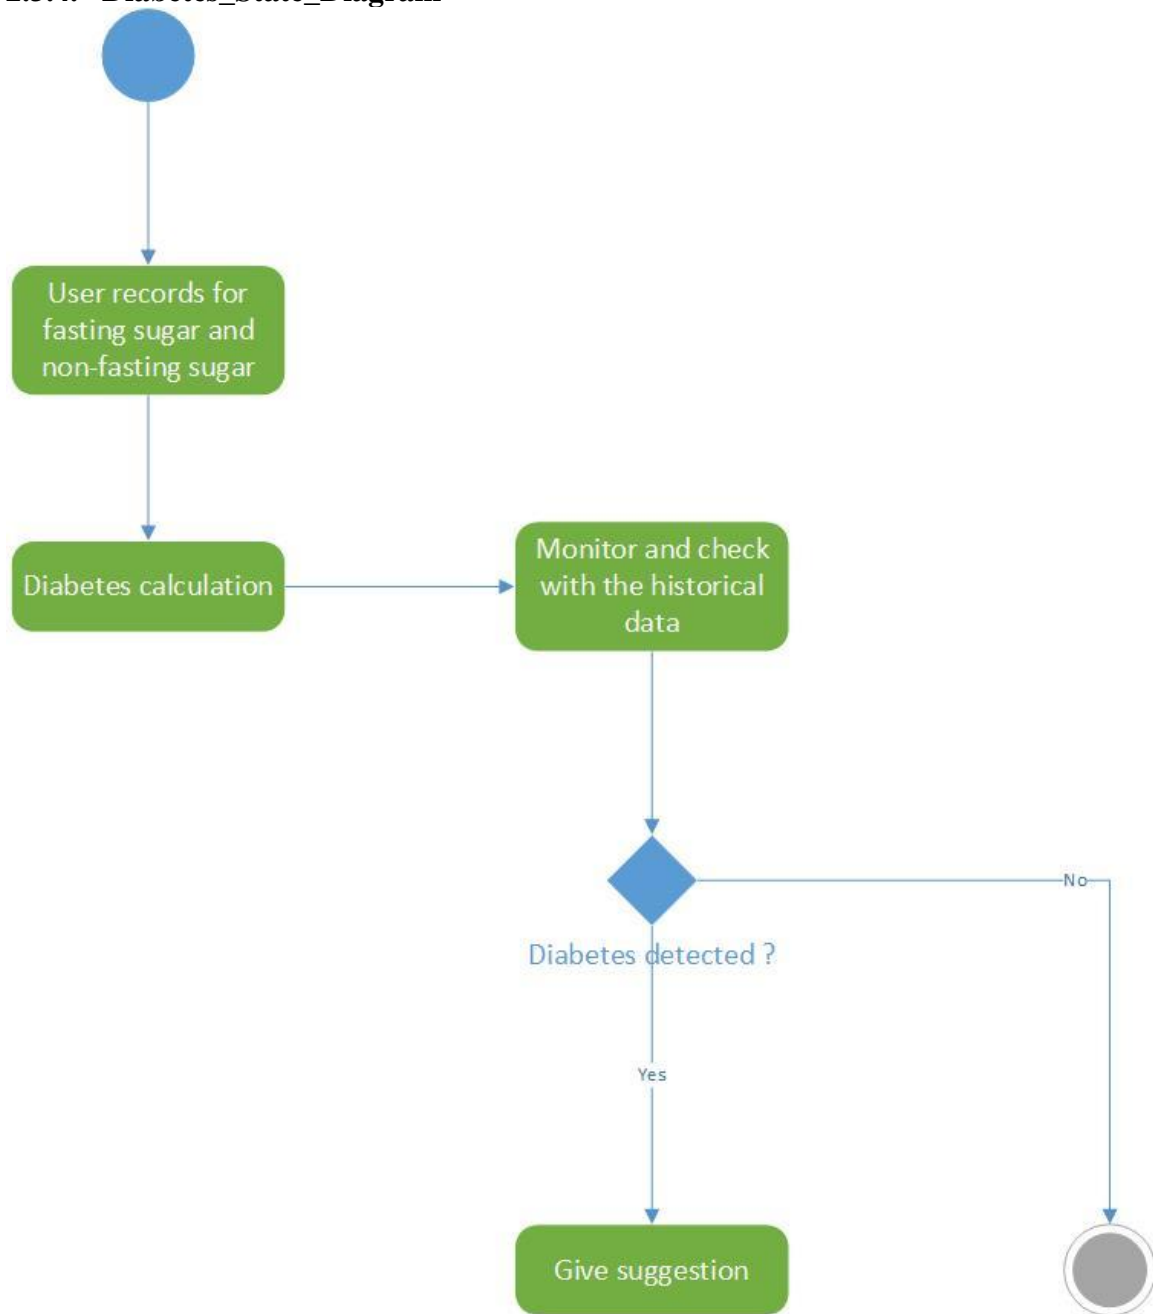 Diabetes_State_Diagram
User records for
fasting sugar and
non-fasting sugar
Diabetes calculation
Monitor and check
with the historical
data
No
Diabetes detected ?
Yes
Give suggestion